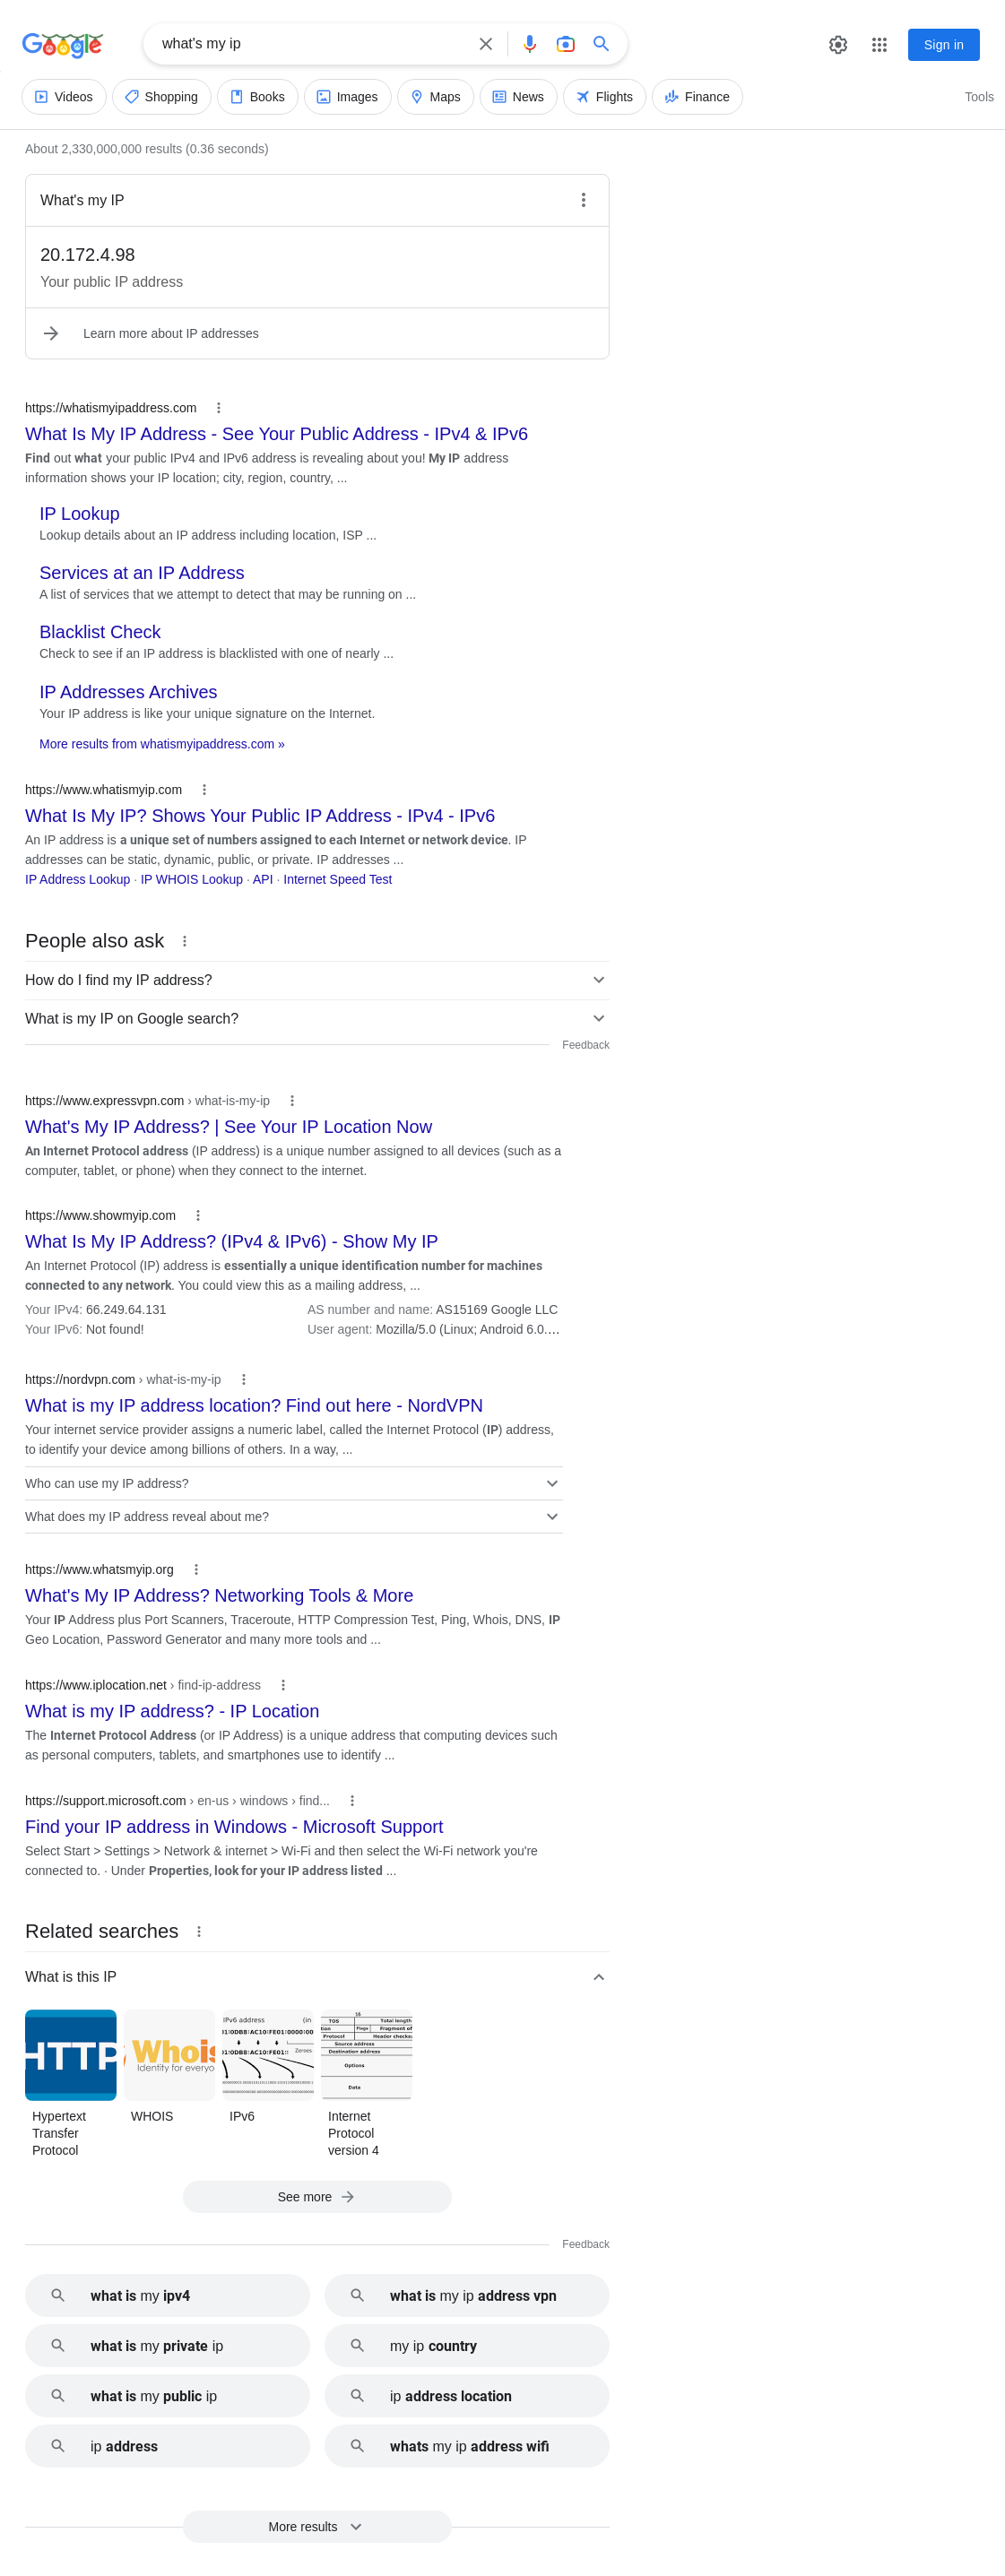 Google
what's my ip
Sign in
Videos
Shopping
Books
Images
Maps
News
Flights
Finance
Tools
About 2,330,000,000 results (0.36 seconds)
What's my IP
20.172.4.98
Your public IP address
Learn more about IP addresses
https://whatismyipaddress.com
What Is My IP Address - See Your Public Address - IPv4 & IPv6
Find out what your public IPv4 and IPv6 address is revealing about you! My IP address
information shows your IP location; city, region, country, ...
IP Lookup
Lookup details about an IP address including location, ISP ...
Services at an IP Address
A list of services that we attempt to detect that may be running on ...
Blacklist Check
Check to see if an IP address is blacklisted with one of nearly ...
IP Addresses Archives
Your IP address is like your unique signature on the Internet.
More results from whatismyipaddress.com »
https://www.whatismyip.com
What Is My IP? Shows Your Public IP Address - IPv4 - IPv6
An IP address is a unique set of numbers assigned to each Internet or network device. IP
addresses can be static, dynamic, public, or private. IP addresses ...
IP Address Lookup · IP WHOIS Lookup · API · Internet Speed Test
People also ask
How do I find my IP address?
What is my IP on Google search?
Feedback
https://www.expressvpn.com › what-is-my-ip
What's My IP Address? | See Your IP Location Now
An Internet Protocol address (IP address) is a unique number assigned to all devices (such as a
computer, tablet, or phone) when they connect to the internet.
https://www.showmyip.com
What Is My IP Address? (IPv4 & IPv6) - Show My IP
An Internet Protocol (IP) address is essentially a unique identification number for machines
connected to any network. You could view this as a mailing address, ...
Your IPv4: 66.249.64.131
AS number and name: AS15169 Google LLC
Your IPv6: Not found!
User agent: Mozilla/5.0 (Linux; Android 6.0.…
https://nordvpn.com › what-is-my-ip
What is my IP address location? Find out here - NordVPN
Your internet service provider assigns a numeric label, called the Internet Protocol (IP) address,
to identify your device among billions of others. In a way, ...
Who can use my IP address?
What does my IP address reveal about me?
https://www.whatsmyip.org
What's My IP Address? Networking Tools & More
Your IP Address plus Port Scanners, Traceroute, HTTP Compression Test, Ping, Whois, DNS, IP
Geo Location, Password Generator and many more tools and ...
https://www.iplocation.net › find-ip-address
What is my IP address? - IP Location
The Internet Protocol Address (or IP Address) is a unique address that computing devices such
as personal computers, tablets, and smartphones use to identify ...
https://support.microsoft.com › en-us › windows › find...
Find your IP address in Windows - Microsoft Support
Select Start > Settings > Network & internet > Wi-Fi and then select the Wi-Fi network you're
connected to. · Under Properties, look for your IP address listed ...
Related searches
What is this IP
HTTP
Whois
Identity for everyo
IPv6 address (in
Zeroes
16
TOS Total length
Flags Fragment of
Protocol Header checks
Source address
Destination address
Options
Data
Hypertext
Transfer
Protocol
WHOIS
IPv6
Internet
Protocol
version 4
See more
Feedback
what is my ipv4
what is my ip address vpn
what is my private ip
my ip country
what is my public ip
ip address location
ip address
whats my ip address wifi
More results